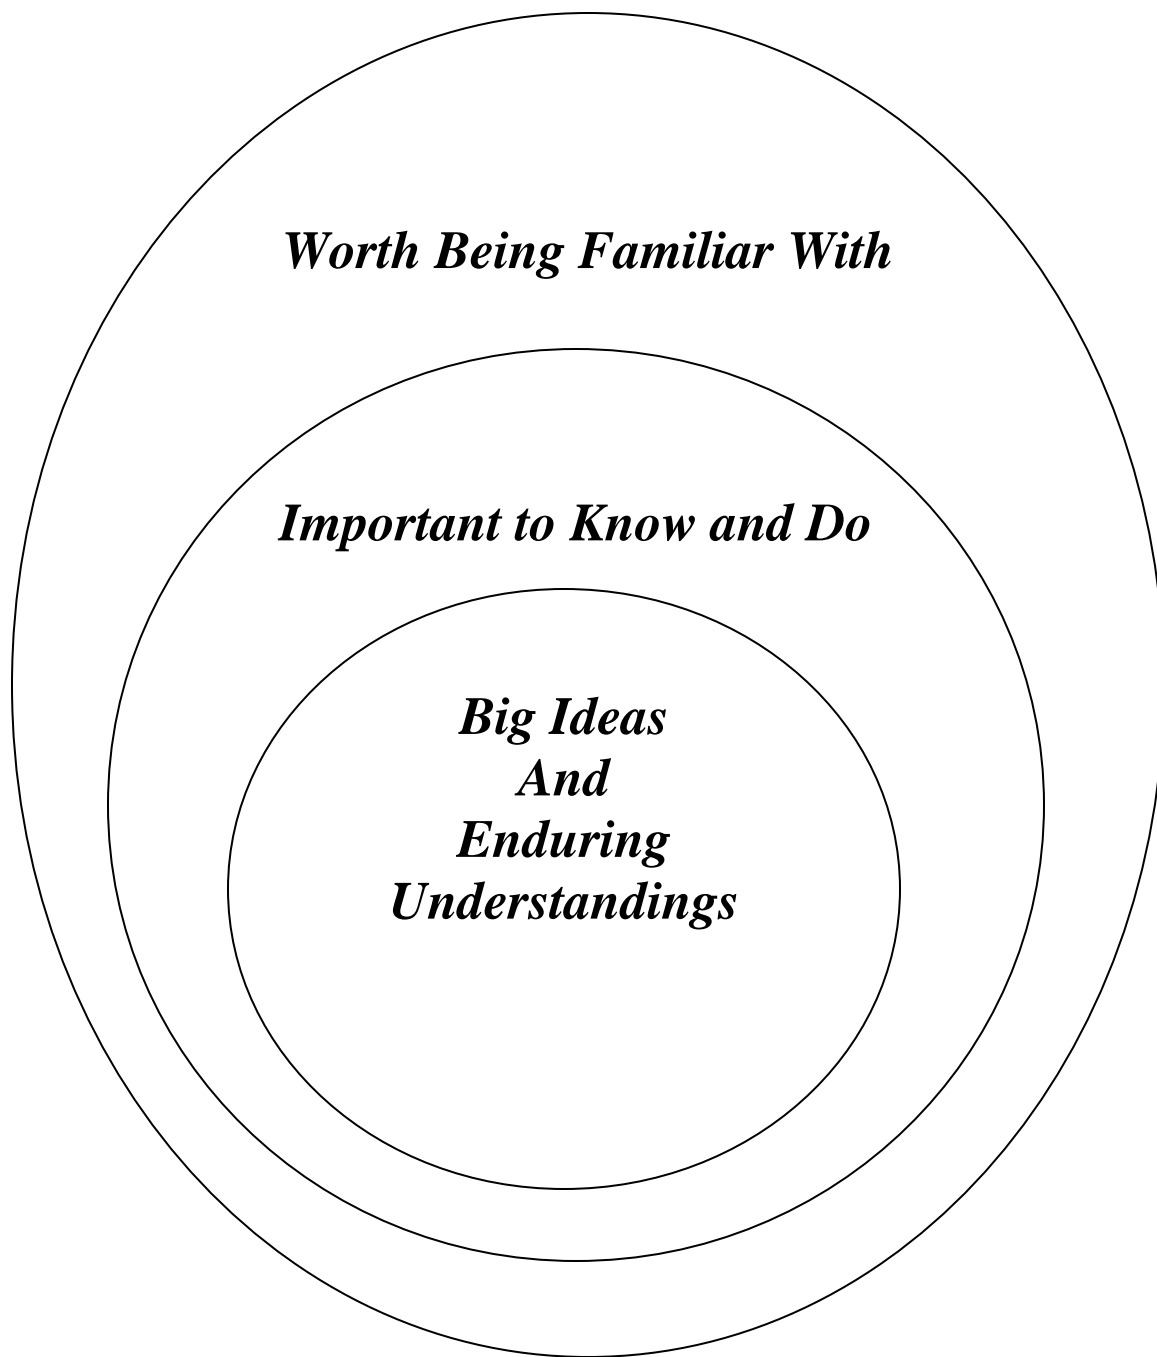 Worth Being Familiar With
Important to Know and Do
Big Ideas
And
Enduring
Understandings